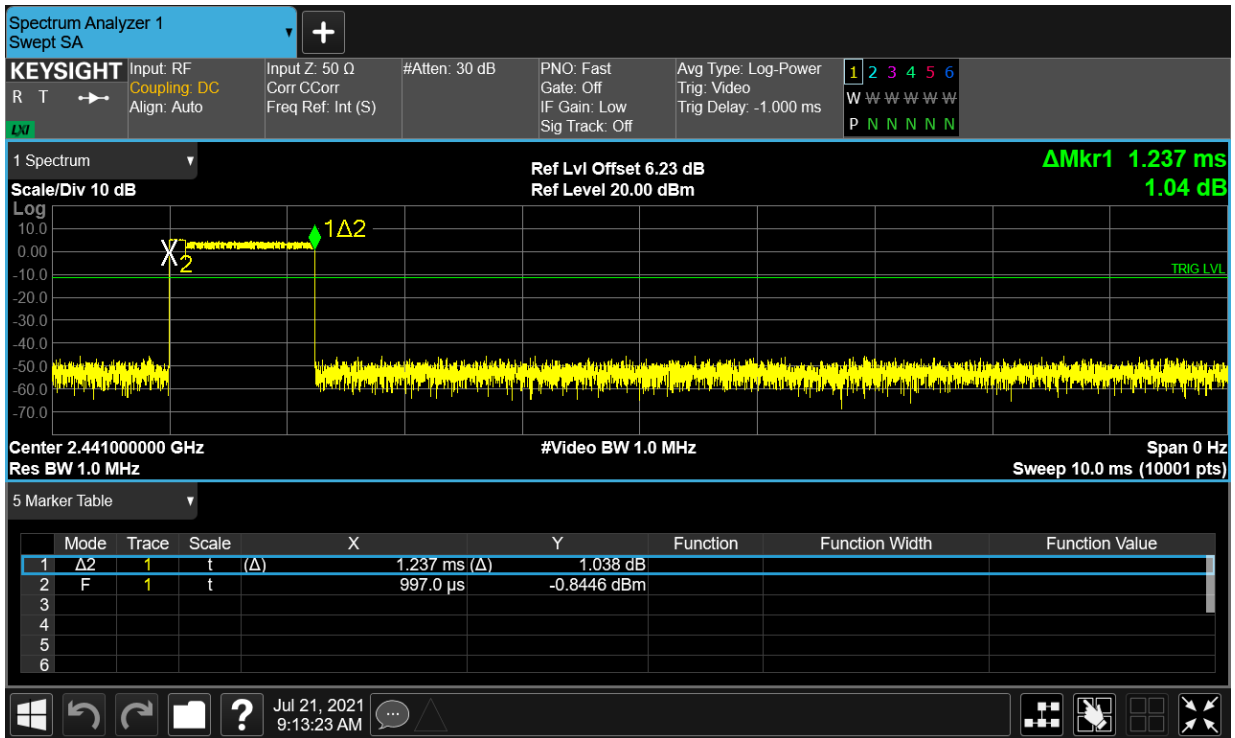 Spectrum Analyzer 1
Swept SA
KEYSIGHT
R T
LXI
Input: RF
Coupling: DC
Align: Auto
Input Z: 50 Ω
Corr CCorr
Freq Ref: Int (S)
#Atten: 30 dB
PNO: Fast
Gate: Off
IF Gain: Low
Sig Track: Off
Avg Type: Log-Power
Trig: Video
Trig Delay: -1.000 ms
1 2 3 4 5 6
W W W W W W
P N N N N N
1 Spectrum
Scale/Div 10 dB
Ref Lvl Offset 6.23 dB
Ref Level 20.00 dBm
ΔMkr1 1.237 ms
1.04 dB
Log
10.0
0.00
-10.0
-20.0
-30.0
-40.0
-50.0
-60.0
-70.0
1Δ2
2
TRIG LVL
Center 2.441000000 GHz
#Video BW 1.0 MHz
Span 0 Hz
Res BW 1.0 MHz
Sweep 10.0 ms (10001 pts)
5 Marker Table
Mode Trace Scale X Y Function Function Width Function Value
1 Δ2 1 t (Δ) 1.237 ms (Δ) 1.038 dB
2 F 1 t 997.0 µs -0.8446 dBm
3
4
5
6
Jul 21, 2021
9:13:23 AM